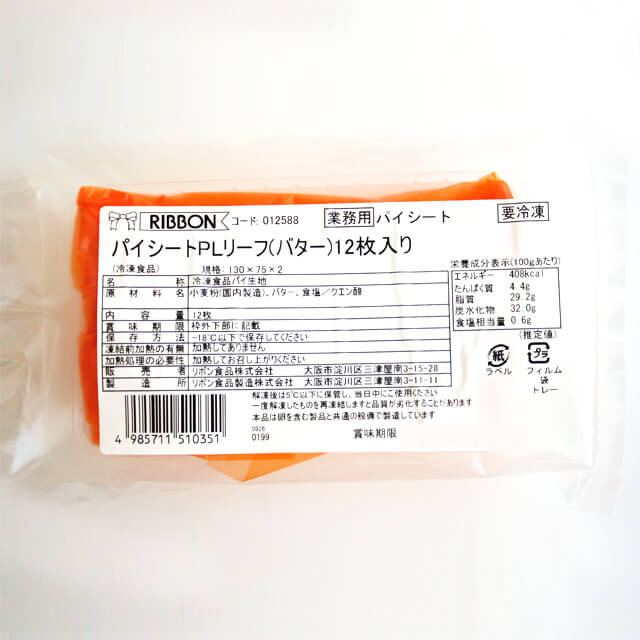 RIBBON コード: 012588 業務用 パイシート 要冷凍
パイシートPLリーフ(バター)12枚入り
(冷凍食品) 規格: 130×75×2
名称 冷凍食品パイ生地
原材料名 小麦粉(国内製造)、バター、食塩/クエン酸
内容量 12枚
賞味期限 枠外下部に記載
保存方法 -18℃以下で保存してください
凍結前加熱の有無 加熱してありません
加熱処理の必要性 加熱してお召し上がりください
販売者 リボン食品株式会社 大阪市淀川区三津屋南3-15-28
製造所 リボン食品製造株式会社 大阪市淀川区三津屋南3-11-11
栄養成分表示(100gあたり)
エネルギー 408kcal
たんぱく質 4.4g
脂質 29.2g
炭水化物 32.0g
食塩相当量 0.6g
(推定値)
紙 プラ
ラベル フィルム
袋
トレー
解凍後は5℃以下に保管し、当日中にご使用ください
一度解凍したものを再凍結しますと品質が劣化することがあります
本品は卵を含む製品と共通の設備で製造しています
4 985711 510351
0926
0199
賞味期限